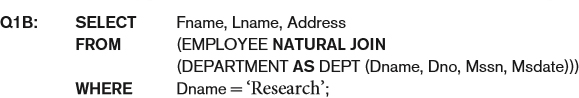 Q1B: SELECT Fname, Lname, Address
FROM (EMPLOYEE NATURAL JOIN
(DEPARTMENT AS DEPT (Dname, Dno, Mssn, Msdate)))
WHERE Dname = ‘Research’;